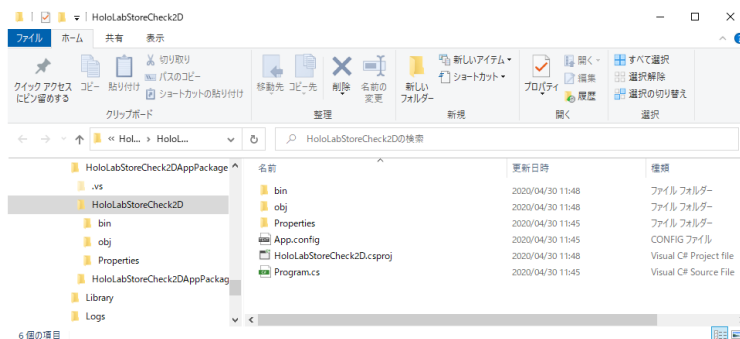 HoloLabStoreCheck2D
ファイル ホーム 共有 表示
クイック アクセスにピン留めする
コピー
貼り付け
切り取り
パスのコピー
ショートカットの貼り付け
移動先
コピー先
削除
名前の変更
新しいフォルダー
新しいアイテム
ショートカット
プロパティ
開く
編集
履歴
すべて選択
選択解除
選択の切り替え
クリップボード 整理 新規 開く 選択
« Hol... › HoloL...
HoloLabStoreCheck2Dの検索
HoloLabStoreCheck2DAppPackage
.vs
HoloLabStoreCheck2D
bin
obj
Properties
HoloLabStoreCheck2DAppPackag
Library
Logs
名前 更新日時 種類
bin 2020/04/30 11:48 ファイル フォルダー
obj 2020/04/30 11:48 ファイル フォルダー
Properties 2020/04/30 11:45 ファイル フォルダー
App.config 2020/04/30 11:45 CONFIG ファイル
HoloLabStoreCheck2D.csproj 2020/04/30 11:48 Visual C# Project file
Program.cs 2020/04/30 11:45 Visual C# Source File
6 個の項目